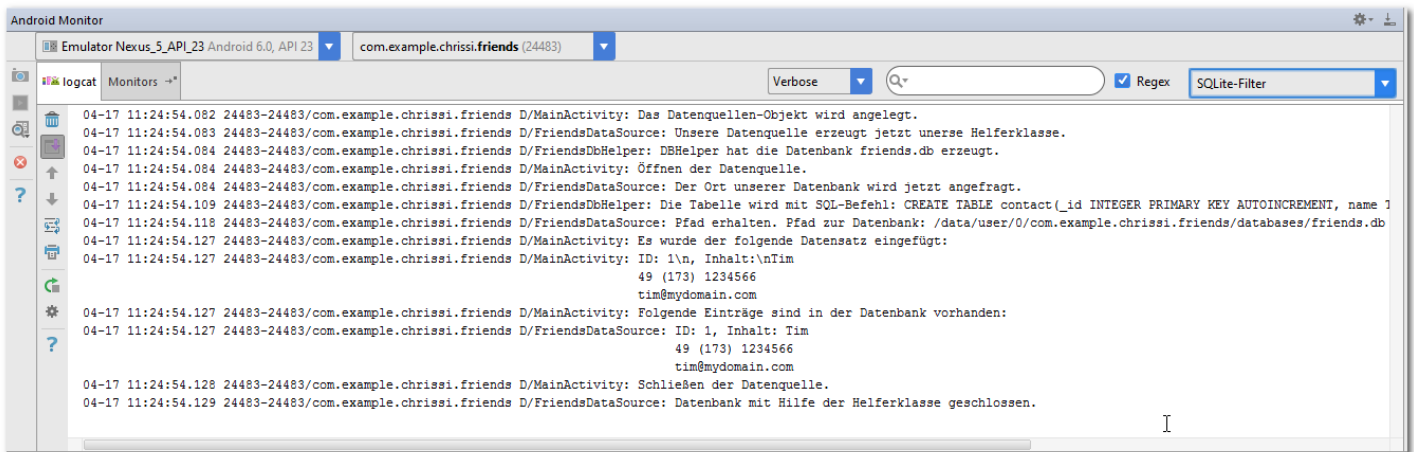 Android Monitor
Emulator Nexus_5_API_23 Android 6.0, API 23 com.example.chrissi.friends (24483)
logcat Monitors Verbose Regex SQLite-Filter
04-17 11:24:54.082 24483-24483/com.example.chrissi.friends D/MainActivity: Das Datenquellen-Objekt wird angelegt.
04-17 11:24:54.083 24483-24483/com.example.chrissi.friends D/FriendsDataSource: Unsere Datenquelle erzeugt jetzt unerse Helferklasse.
04-17 11:24:54.084 24483-24483/com.example.chrissi.friends D/FriendsDbHelper: DBHelper hat die Datenbank friends.db erzeugt.
04-17 11:24:54.084 24483-24483/com.example.chrissi.friends D/MainActivity: Öffnen der Datenquelle.
04-17 11:24:54.084 24483-24483/com.example.chrissi.friends D/FriendsDataSource: Der Ort unserer Datenbank wird jetzt angefragt.
04-17 11:24:54.109 24483-24483/com.example.chrissi.friends D/FriendsDbHelper: Die Tabelle wird mit SQL-Befehl: CREATE TABLE contact(_id INTEGER PRIMARY KEY AUTOINCREMENT, name
04-17 11:24:54.118 24483-24483/com.example.chrissi.friends D/FriendsDataSource: Pfad erhalten. Pfad zur Datenbank: /data/user/0/com.example.chrissi.friends/databases/friends.db
04-17 11:24:54.127 24483-24483/com.example.chrissi.friends D/MainActivity: Es wurde der folgende Datensatz eingefügt:
04-17 11:24:54.127 24483-24483/com.example.chrissi.friends D/MainActivity: ID: 1\n, Inhalt:\nTim
49 (173) 1234566
tim@mydomain.com
04-17 11:24:54.127 24483-24483/com.example.chrissi.friends D/MainActivity: Folgende Einträge sind in der Datenbank vorhanden:
04-17 11:24:54.127 24483-24483/com.example.chrissi.friends D/FriendsDataSource: ID: 1, Inhalt: Tim
49 (173) 1234566
tim@mydomain.com
04-17 11:24:54.128 24483-24483/com.example.chrissi.friends D/MainActivity: Schließen der Datenquelle.
04-17 11:24:54.129 24483-24483/com.example.chrissi.friends D/FriendsDataSource: Datenbank mit Hilfe der Helferklasse geschlossen.